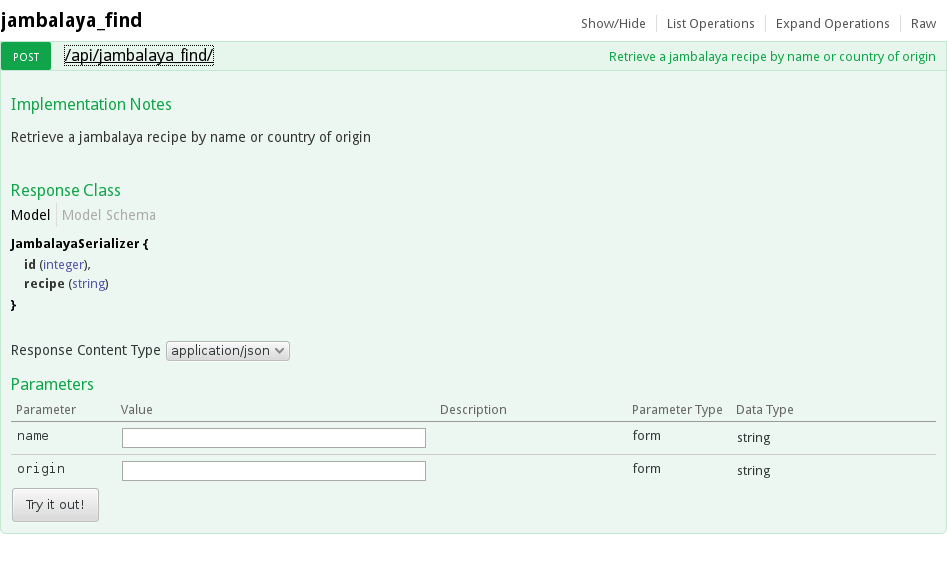 jambalaya_find
Show/Hide List Operations Expand Operations Raw
POST /api/jambalaya_find/ Retrieve a jambalaya recipe by name or country of origin
Implementation Notes
Retrieve a jambalaya recipe by name or country of origin
Response Class
Model Model Schema
JambalayaSerializer {
id (integer),
recipe (string)
}
Response Content Type application/json
Parameters
Parameter Value Description Parameter Type Data Type
name form string
origin form string
Try it out!